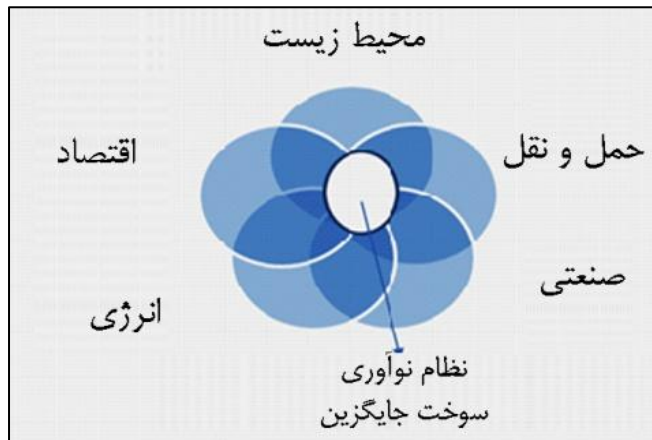 محیط زیست
حمل و نقل
اقتصاد
صنعتی
انرژی
نظام نوآوری
سوخت جایگزین